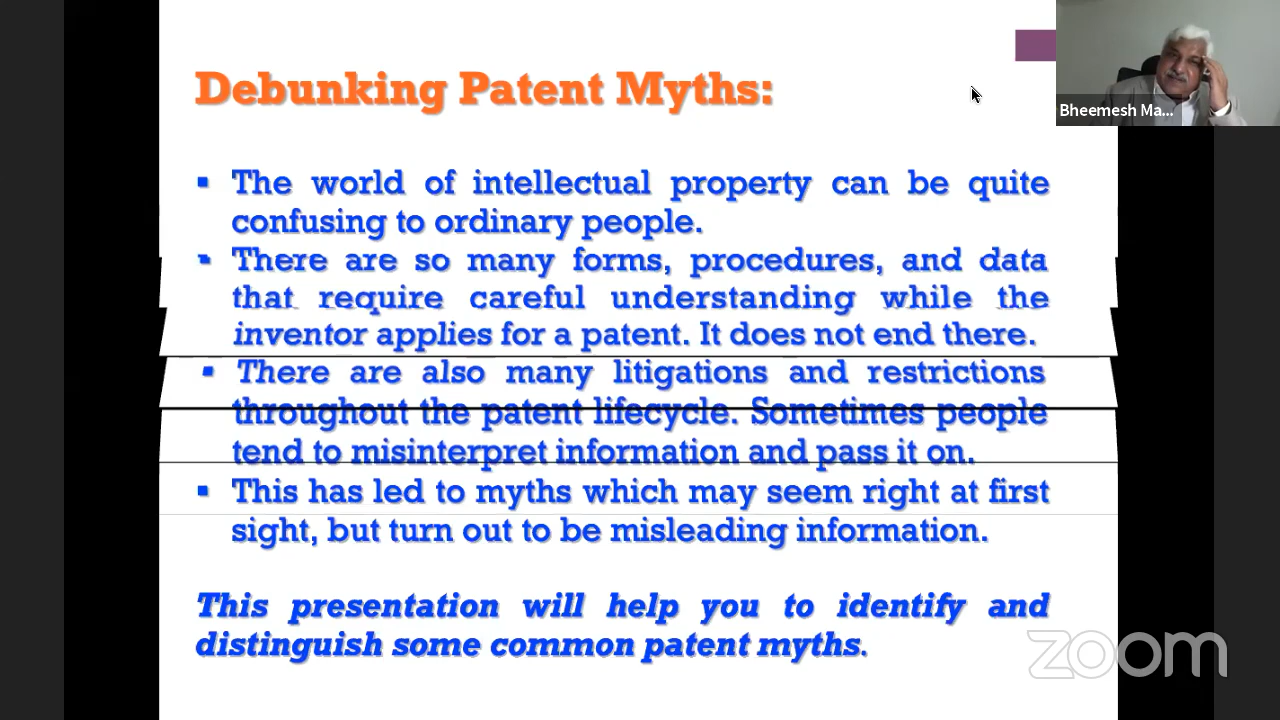 Debunking Patent Myths:
Bheemesh Ma...
▪ The world of intellectual property can be quite
confusing to ordinary people.
▪ There are so many forms, procedures, and data
that require careful understanding while the
inventor applies for a patent. It does not end there.
▪ There are also many litigations and restrictions
throughout the patent lifecycle. Sometimes people
tend to misinterpret information and pass it on.
▪ This has led to myths which may seem right at first
sight, but turn out to be misleading information.
This presentation will help you to identify and
distinguish some common patent myths.
zoom